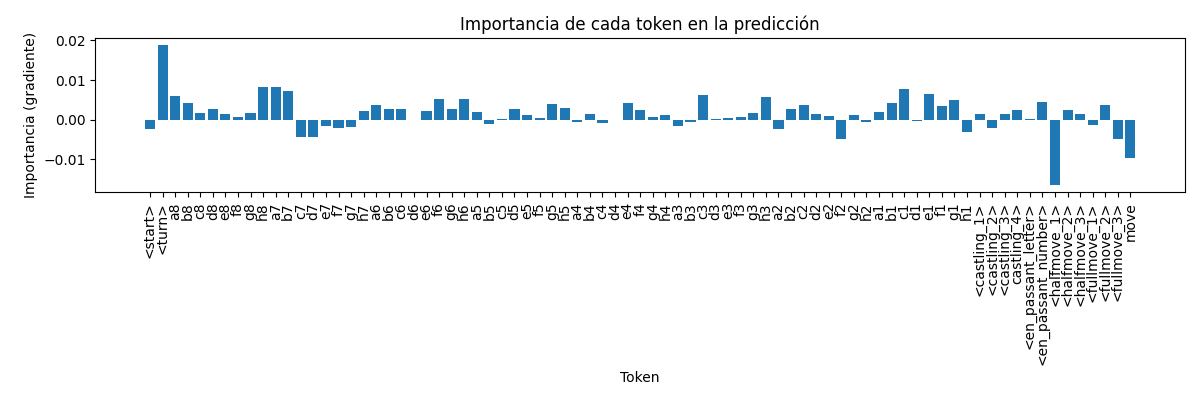 Importancia de cada token en la predicción
Importancia (gradiente)
0.02
0.01
0.00
−0.01
<start>
<turn>
a8
b8
c8
d8
e8
f8
g8
h8
a7
b7
c7
d7
e7
f7
g7
h7
a6
b6
c6
d6
e6
f6
g6
h6
a5
b5
c5
d5
e5
f5
g5
h5
a4
b4
c4
d4
e4
f4
g4
h4
a3
b3
c3
d3
e3
f3
g3
h3
a2
b2
c2
d2
e2
f2
g2
h2
a1
b1
c1
d1
e1
f1
g1
h1
<castling_1>
<castling_2>
<castling_3>
castling_4>
<en_passant_letter>
<en_passant_number>
<halfmove_1>
<halfmove_2>
<halfmove_3>
<fullmove_1>
<fullmove_2>
<fullmove_3>
move
Token